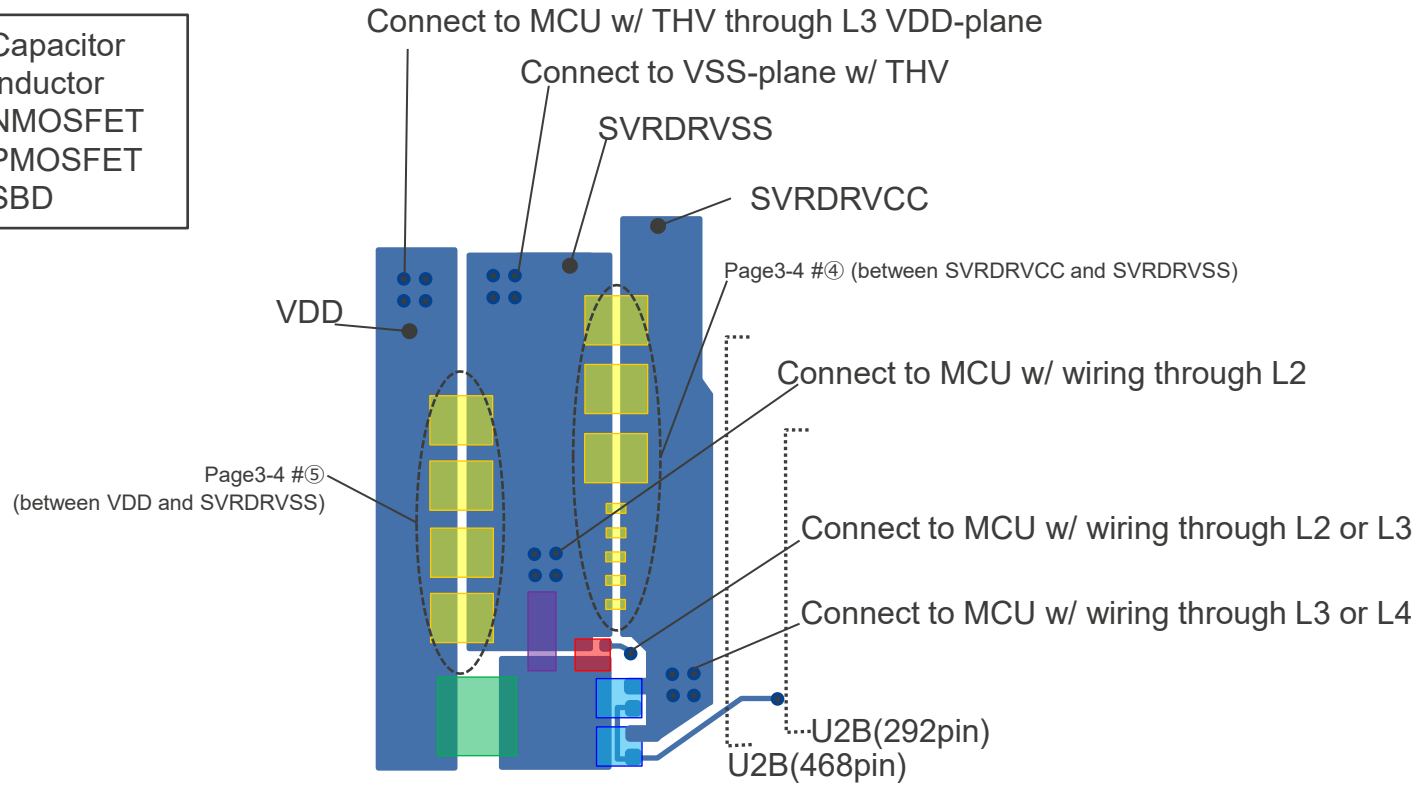 Connect to MCU w/ THV through L3 VDD-plane
Capacitor
nductor
NMOSFET
PMOSFET
SBD
Connect to VSS-plane w/ THV
SVRDRVSS
SVRDRVCC
Page3-4 #④ (between SVRDRVCC and SVRDRVSS)
VDD
Connect to MCU w/ wiring through L2
Page3-4 #⑤
(between VDD and SVRDRVSS)
Connect to MCU w/ wiring through L2 or L3
Connect to MCU w/ wiring through L3 or L4
U2B(292pin)
U2B(468pin)